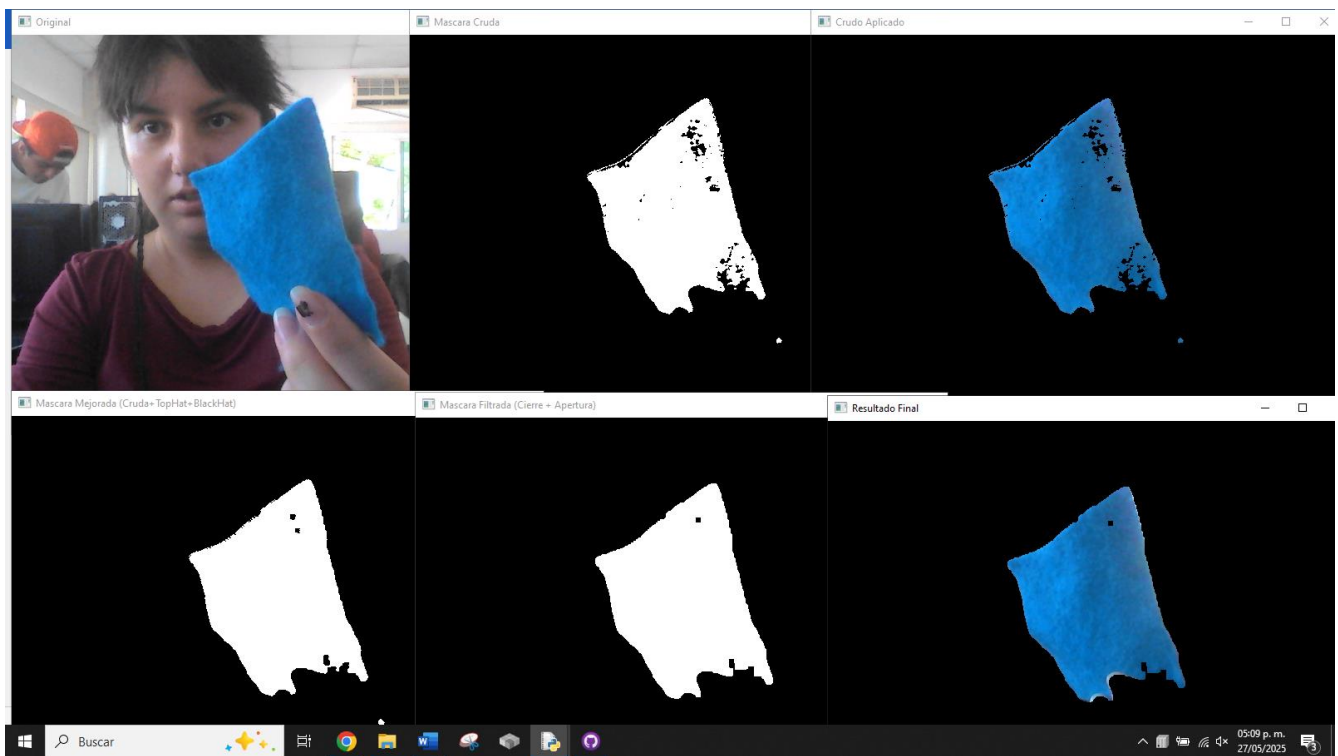 Original
Mascara Cruda
Crudo Aplicado
Mascara Mejorada (Cruda+TopHat+BlackHat)
Mascara Filtrada (Cierre + Apertura)
Resultado Final
Buscar
05:09 p. m.
27/05/2025
3